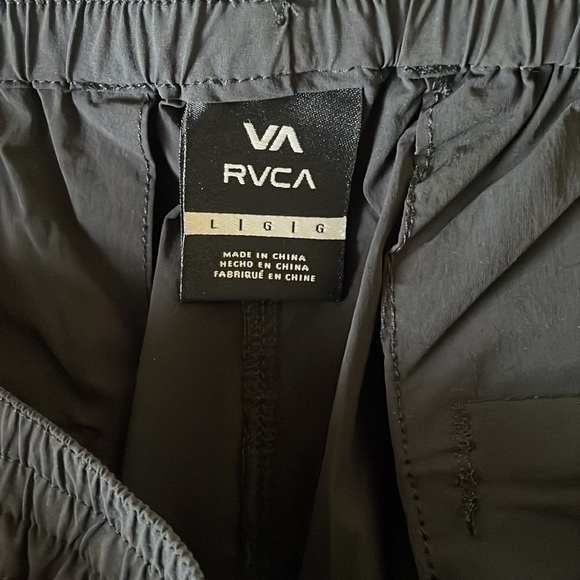 VA
RVCA
L | G | G
MADE IN CHINA
HECHO EN CHINA
FABRIQUÉ EN CHINE